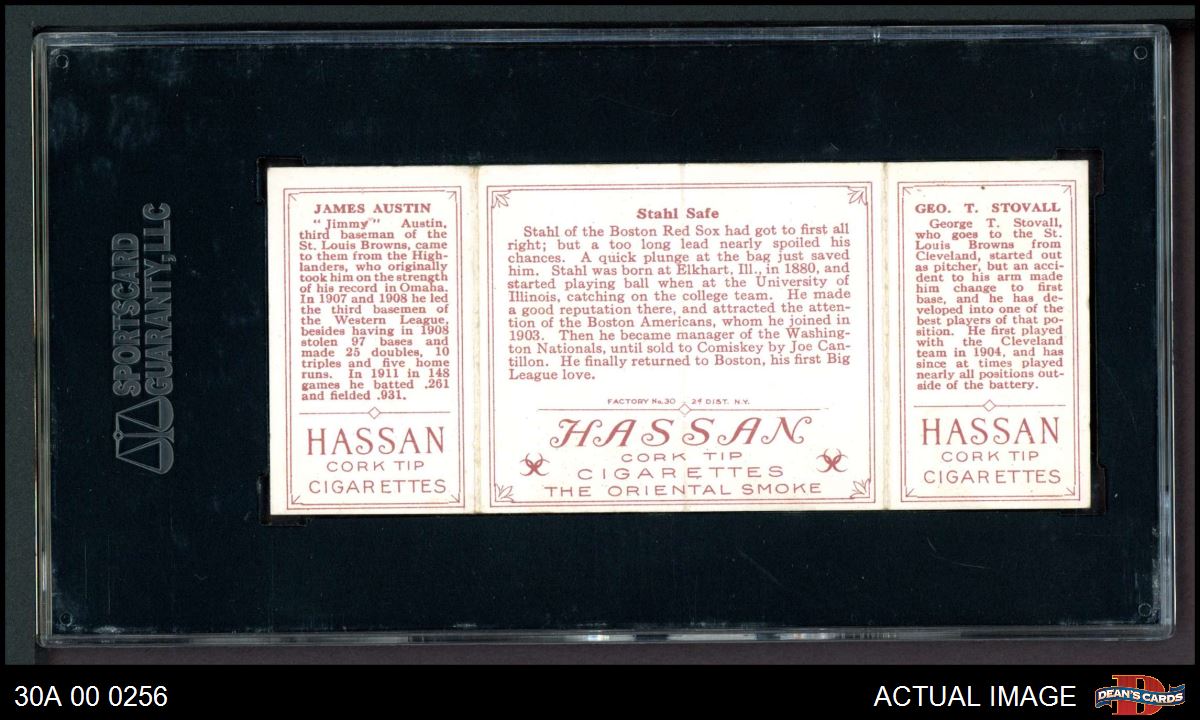 SPORTSCARD
GUARANTY, LLC
JAMES AUSTIN
"Jimmy" Austin,
third baseman of the
St. Louis Browns, came
to them from the High-
landers, who originally
took him on the strength
of his record in Omaha.
In 1907 and 1908 he led
the third basemen of
the Western League,
besides having in 1908
stolen 97 bases and
made 25 doubles, 10
triples and five home
runs. In 1911 in 148
games he batted .261
and fielded .931.
HASSAN
CORK TIP
CIGARETTES
Stahl Safe
Stahl of the Boston Red Sox had got to first all
right; but a too long lead nearly spoiled his
chances. A quick plunge at the bag just saved
him. Stahl was born at Elkhart, Ill., in 1880, and
started playing ball when at the University of
Illinois, catching on the college team. He made
a good reputation there, and attracted the atten-
tion of the Boston Americans, whom he joined in
1903. Then he became manager of the Washing-
ton Nationals, until sold to Comiskey by Joe Can-
tillon. He finally returned to Boston, his first Big
League love.
FACTORY No. 30 - 2d DIST. N.Y.
HASSAN
CORK TIP
CIGARETTES
THE ORIENTAL SMOKE
GEO. T. STOVALL
George T. Stovall,
who goes to the St.
Louis Browns from
Cleveland, started out
as pitcher, but an accid-
ent to his arm made
him change to first
base, and he has de-
veloped into one of the
best players of that po-
sition. He first played
with the Cleveland
team in 1904, and has
since at times played
nearly all positions out-
side of the battery.
HASSAN
CORK TIP
CIGARETTES
30A 00 0256
ACTUAL IMAGE
DEAN'S CARDS